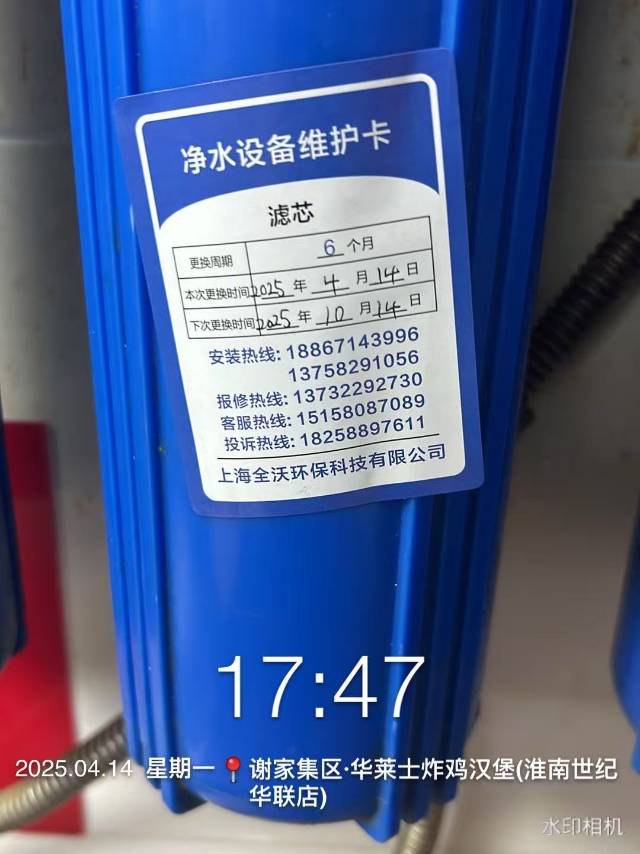 净水设备维护卡
滤芯
更换周期 6 个月
本次更换时间 2025 年 4 月 14 日
下次更换时间 2025 年 10 月 14 日
安装热线: 18867143996
13758291056
报修热线: 13732292730
客服热线: 15158087089
投诉热线: 18258897611
上海全沃环保科技有限公司
17:47
2025.04.14 星期一 谢家集区·华莱士炸鸡汉堡(淮南世纪
华联店)
水印相机